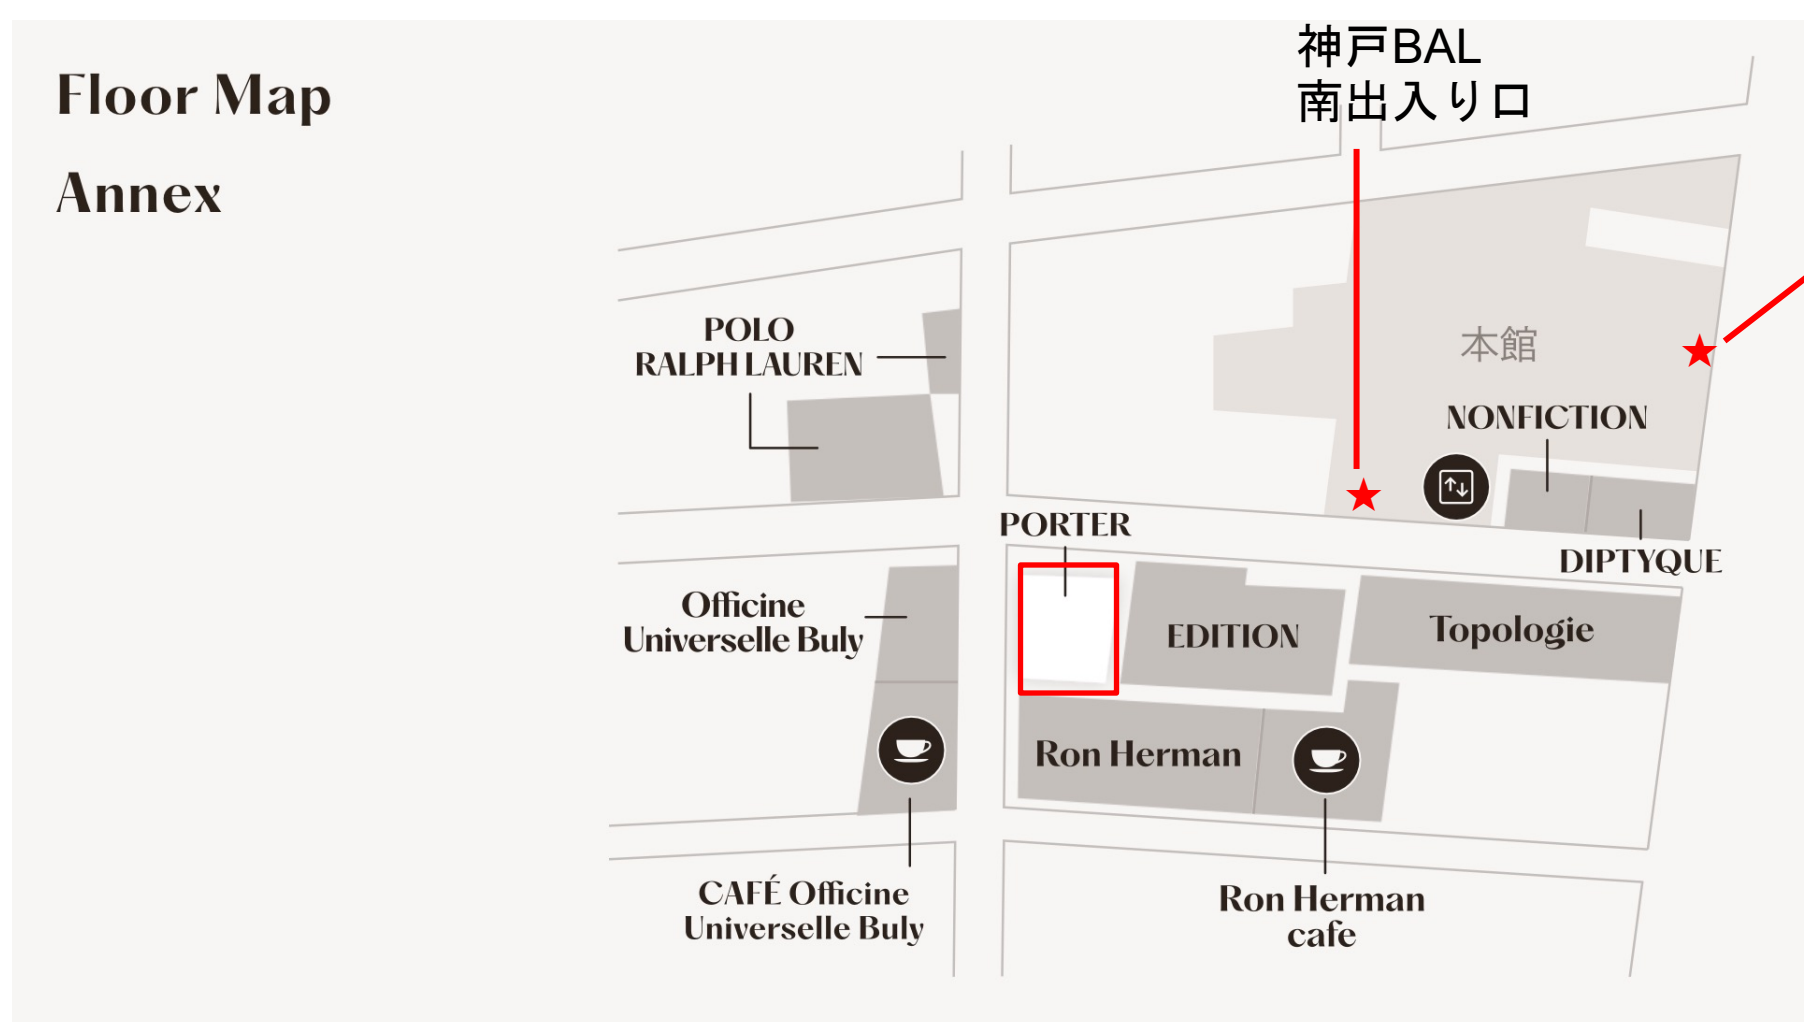 Floor Map
Annex
神戸BAL
南出入り口
POLO
RALPH LAUREN
本館
NONFICTION
PORTER
DIPTYQUE
Officine
Universelle Buly
EDITION
Topologie
Ron Herman
CAFÉ Officine
Universelle Buly
Ron Herman
cafe